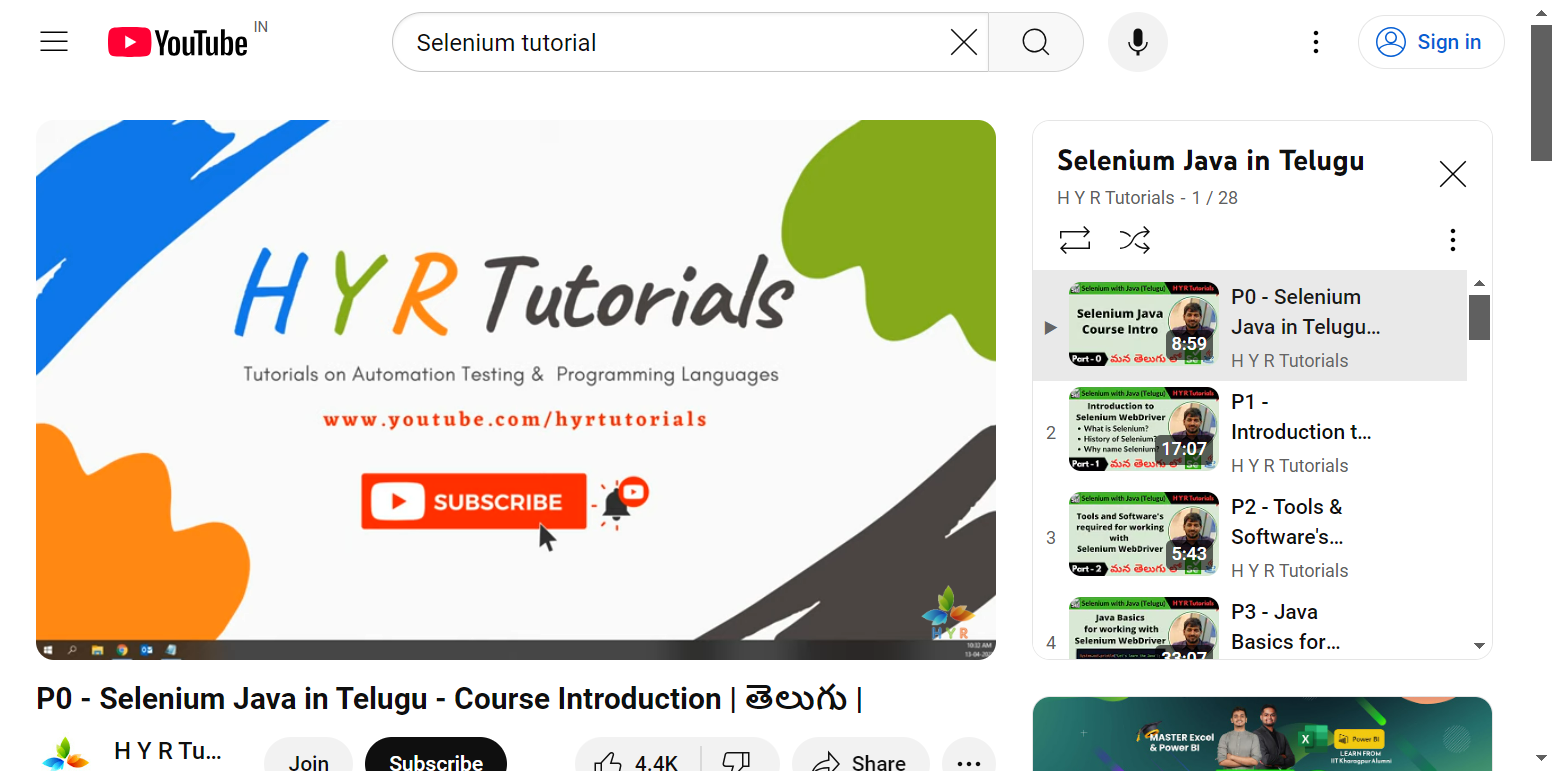 YouTube IN
Selenium tutorial
Sign in
HYR Tutorials
Tutorials on Automation Testing & Programming Languages
www.youtube.com/hyrtutorials
SUBSCRIBE
HYR
10:32 AM
P0 - Selenium Java in Telugu - Course Introduction | తెలుగు |
H Y R Tu...
Join
Subscribe
4.4K
Share
Selenium Java in Telugu
H Y R Tutorials - 1 / 28
Selenium with Java (Telugu) HYR Tutorials
Selenium Java
Course Intro
8:59
Part - 0 మన తెలుగు లో
P0 - Selenium
Java in Telugu...
H Y R Tutorials
2
Selenium with Java (Telugu) HYR Tutorials
Introduction to
Selenium WebDriver
• What is Selenium?
• History of Selenium?
• Why name Selenium?
17:07
Part - 1 మన తెలుగు
P1 -
Introduction t...
H Y R Tutorials
3
Selenium with Java (Telugu) HYR Tutorials
Tools and Software's
required for working
with
Selenium WebDriver
5:43
Part - 2 మన తెలుగు లో
P2 - Tools &
Software's...
H Y R Tutorials
4
Selenium with Java (Telugu) HYR Tutorials
Java Basics
for working with
Selenium WebDriver
33:07
P3 - Java
Basics for...
MASTER Excel
& Power BI
X
Power BI
LEARN FROM
IIT Kharagpur Alumni